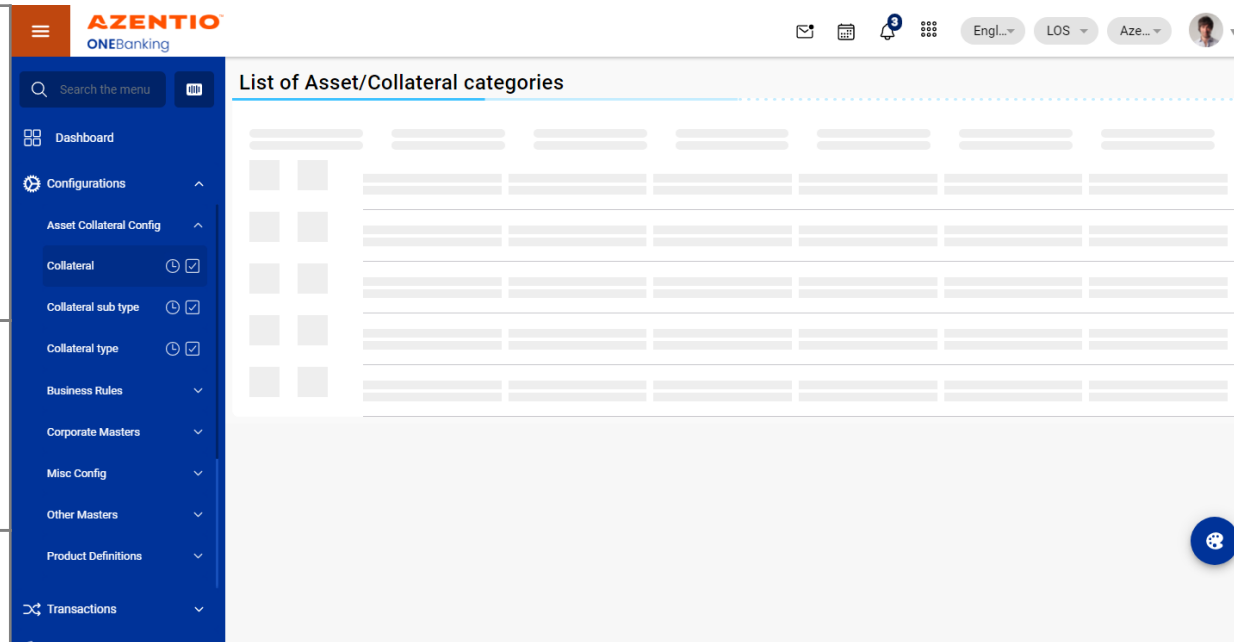 AZENTIO
ONEBanking
3
Engl...
LOS
Aze...
Search the menu
List of Asset/Collateral categories
Dashboard
Configurations
Asset Collateral Config
Collateral
Collateral sub type
Collateral type
Business Rules
Corporate Masters
Misc Config
Other Masters
Product Definitions
Transactions